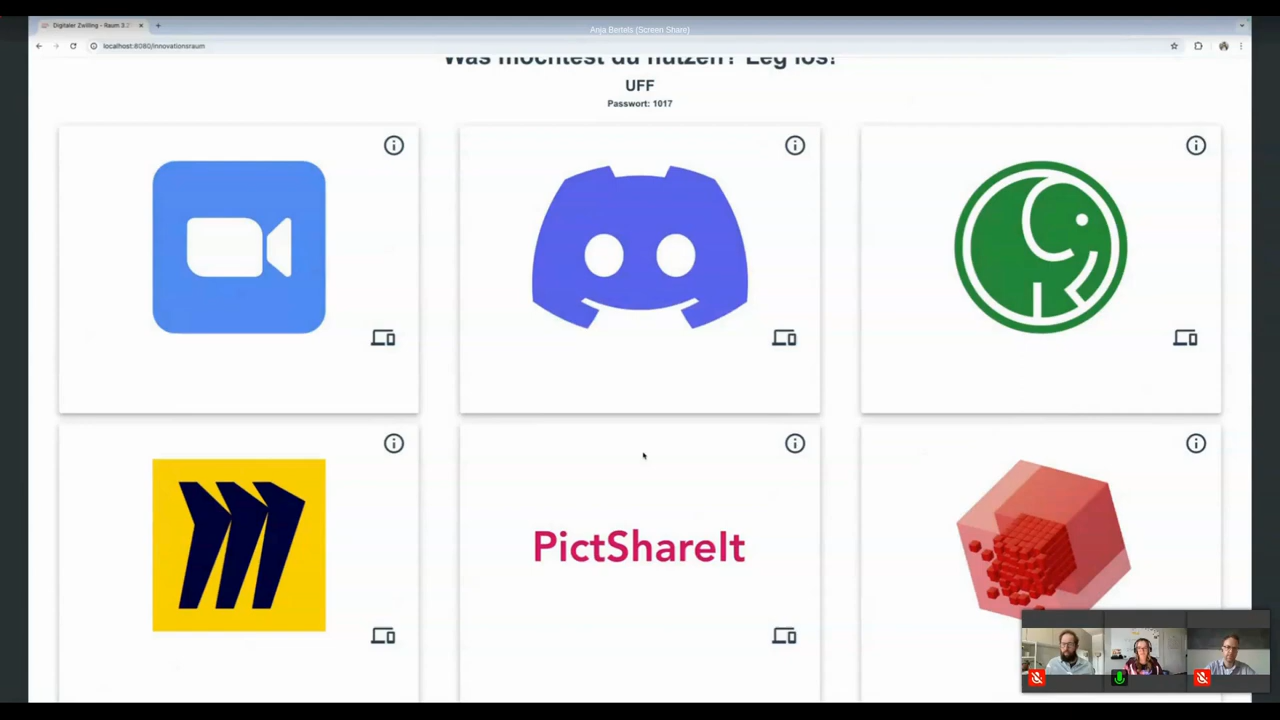 Digitaler Zwilling - Raum 3.2
Anja Bertels (Screen Share)
localhost:8080/innovationsraum
Was möchtest du nutzen? Leg los!
UFF
Passwort: 1017
PictShareIt